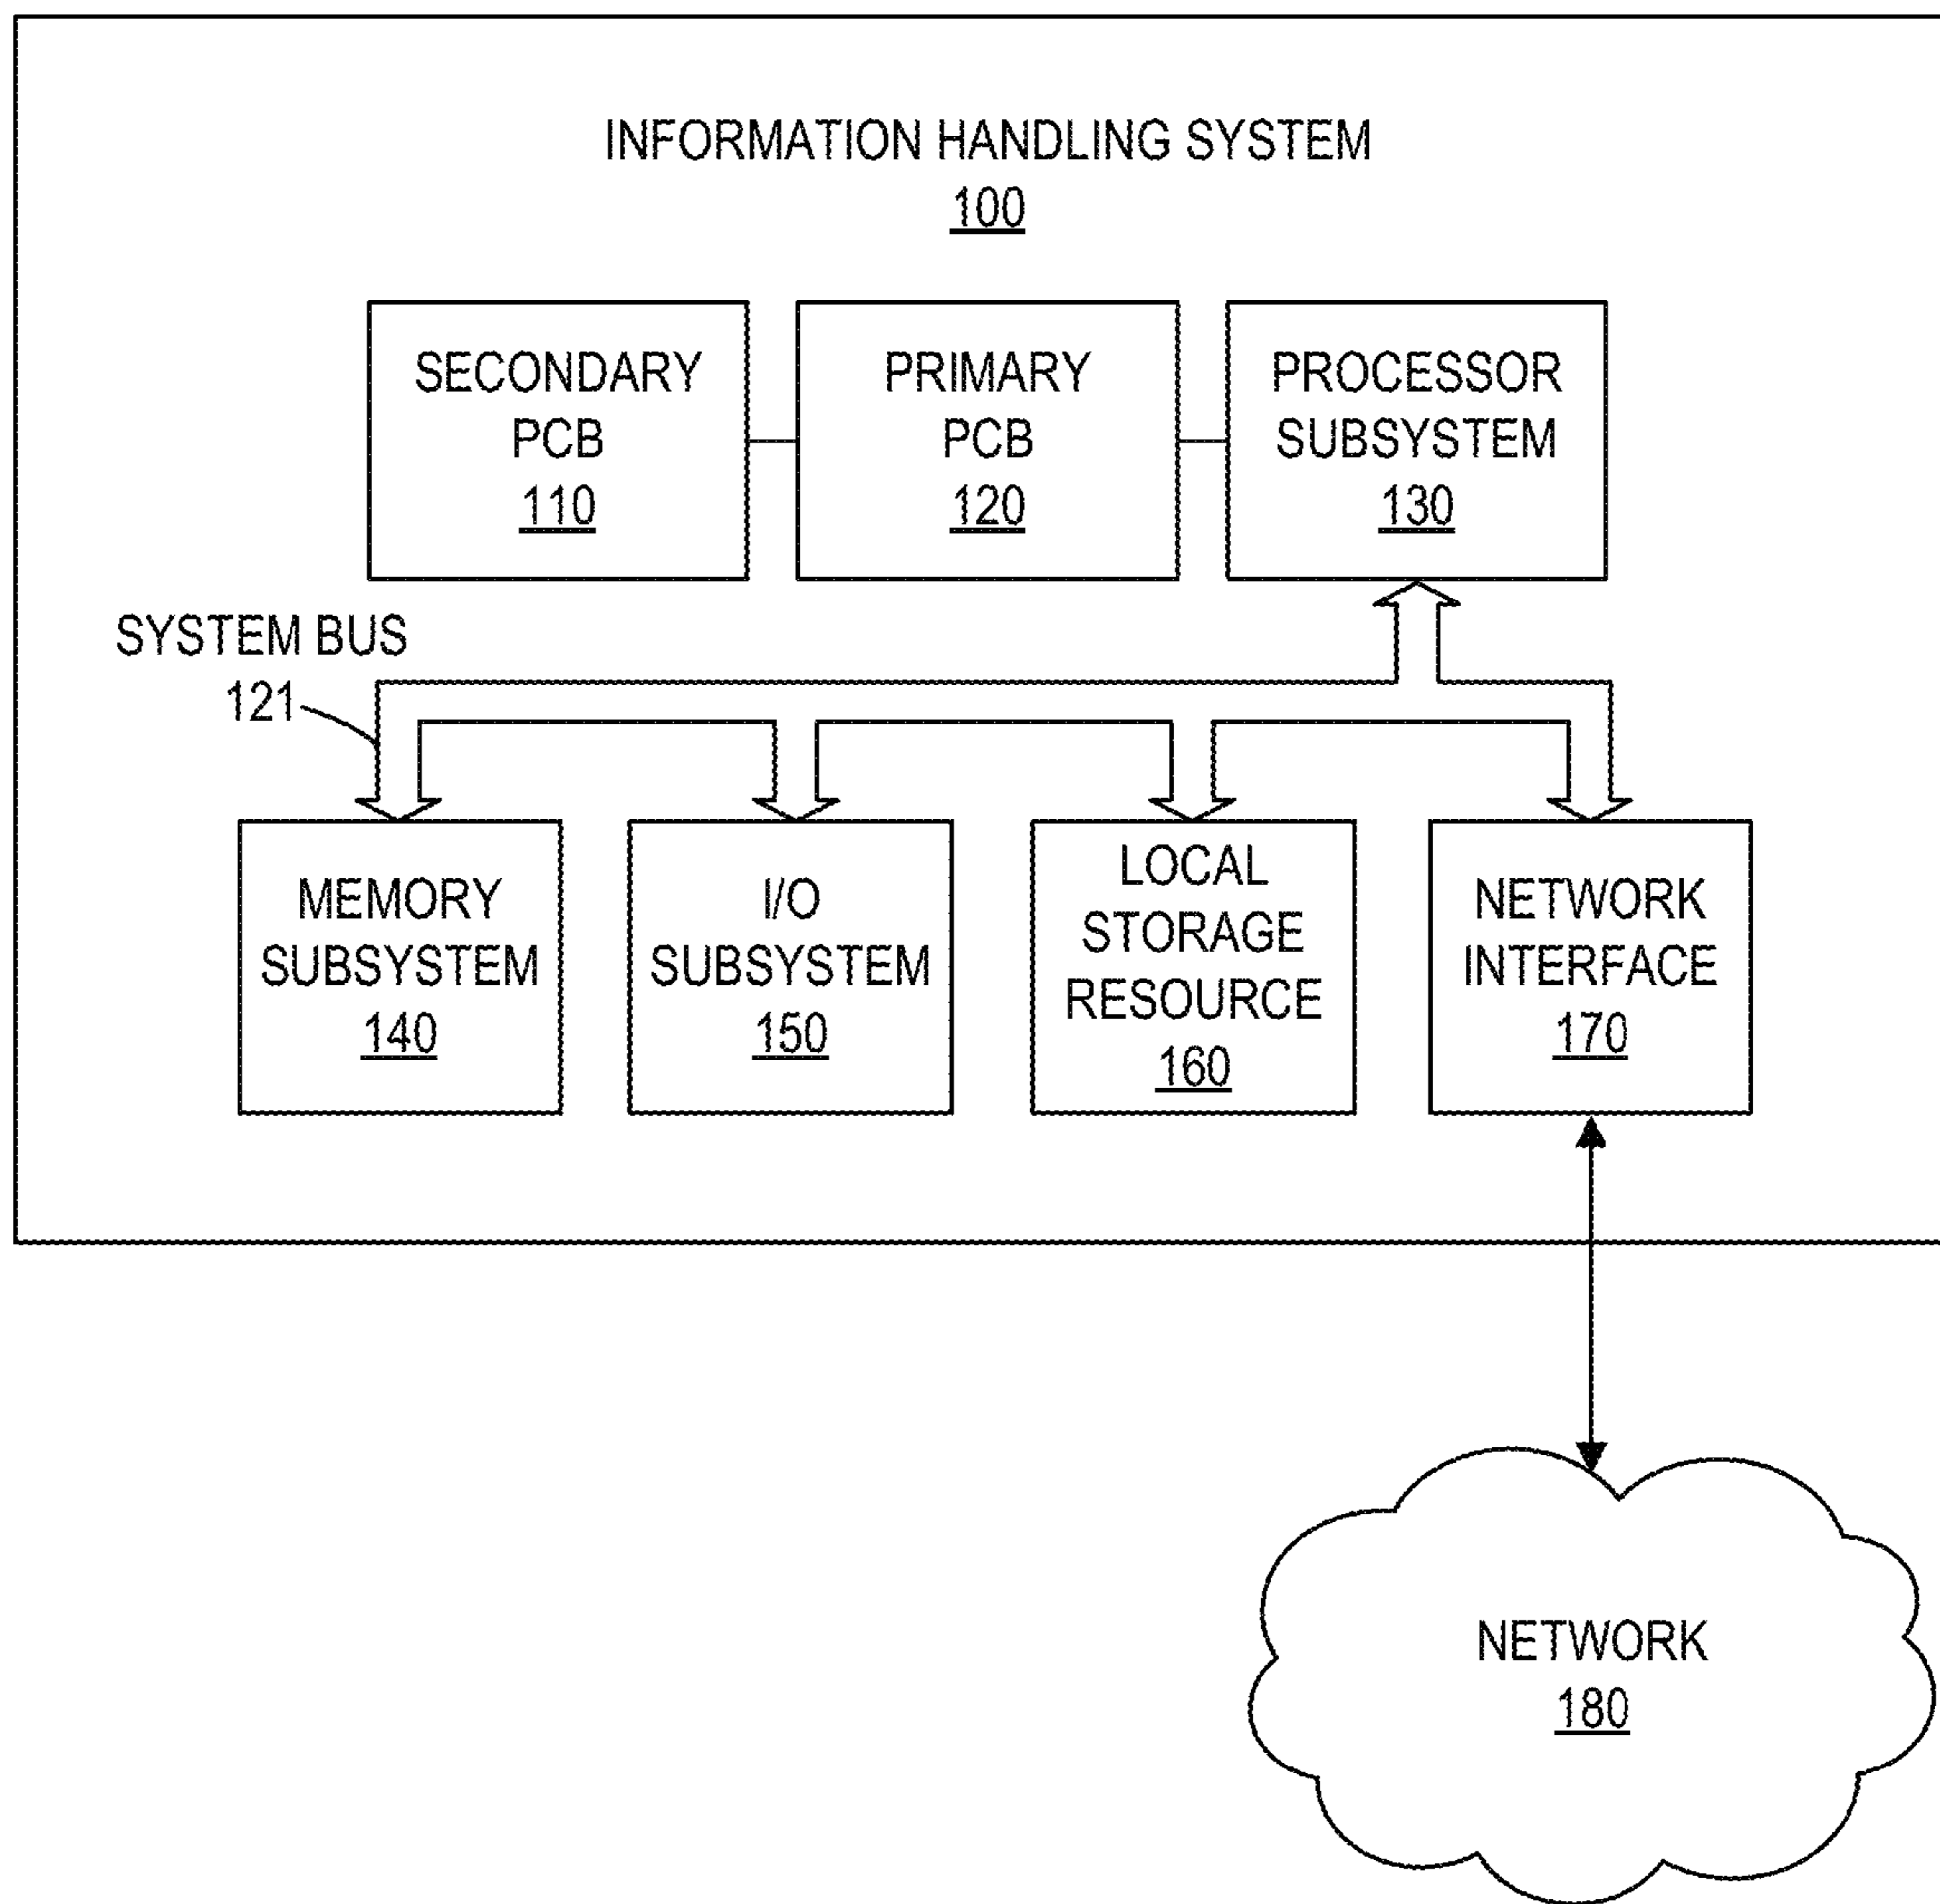 INFORMATION HANDLING SYSTEM
100
SECONDARY
PCB
110
PRIMARY
PCB
120
PROCESSOR
SUBSYSTEM
130
SYSTEM BUS
121
MEMORY
SUBSYSTEM
140
I/O
SUBSYSTEM
150
LOCAL
STORAGE
RESOURCE
160
NETWORK
INTERFACE
170
NETWORK
180